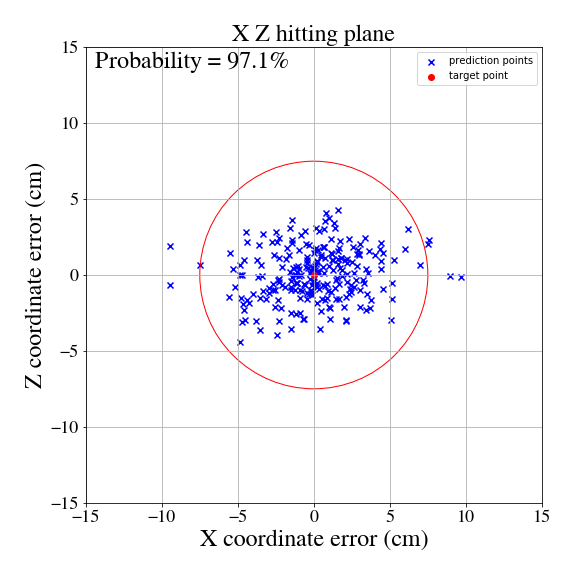 X Z hitting plane
Probability = 97.1%
prediction points
target point
15
10
5
0
−5
−10
−15
Z coordinate error (cm)
−15 −10 −5 0 5 10 15
X coordinate error (cm)